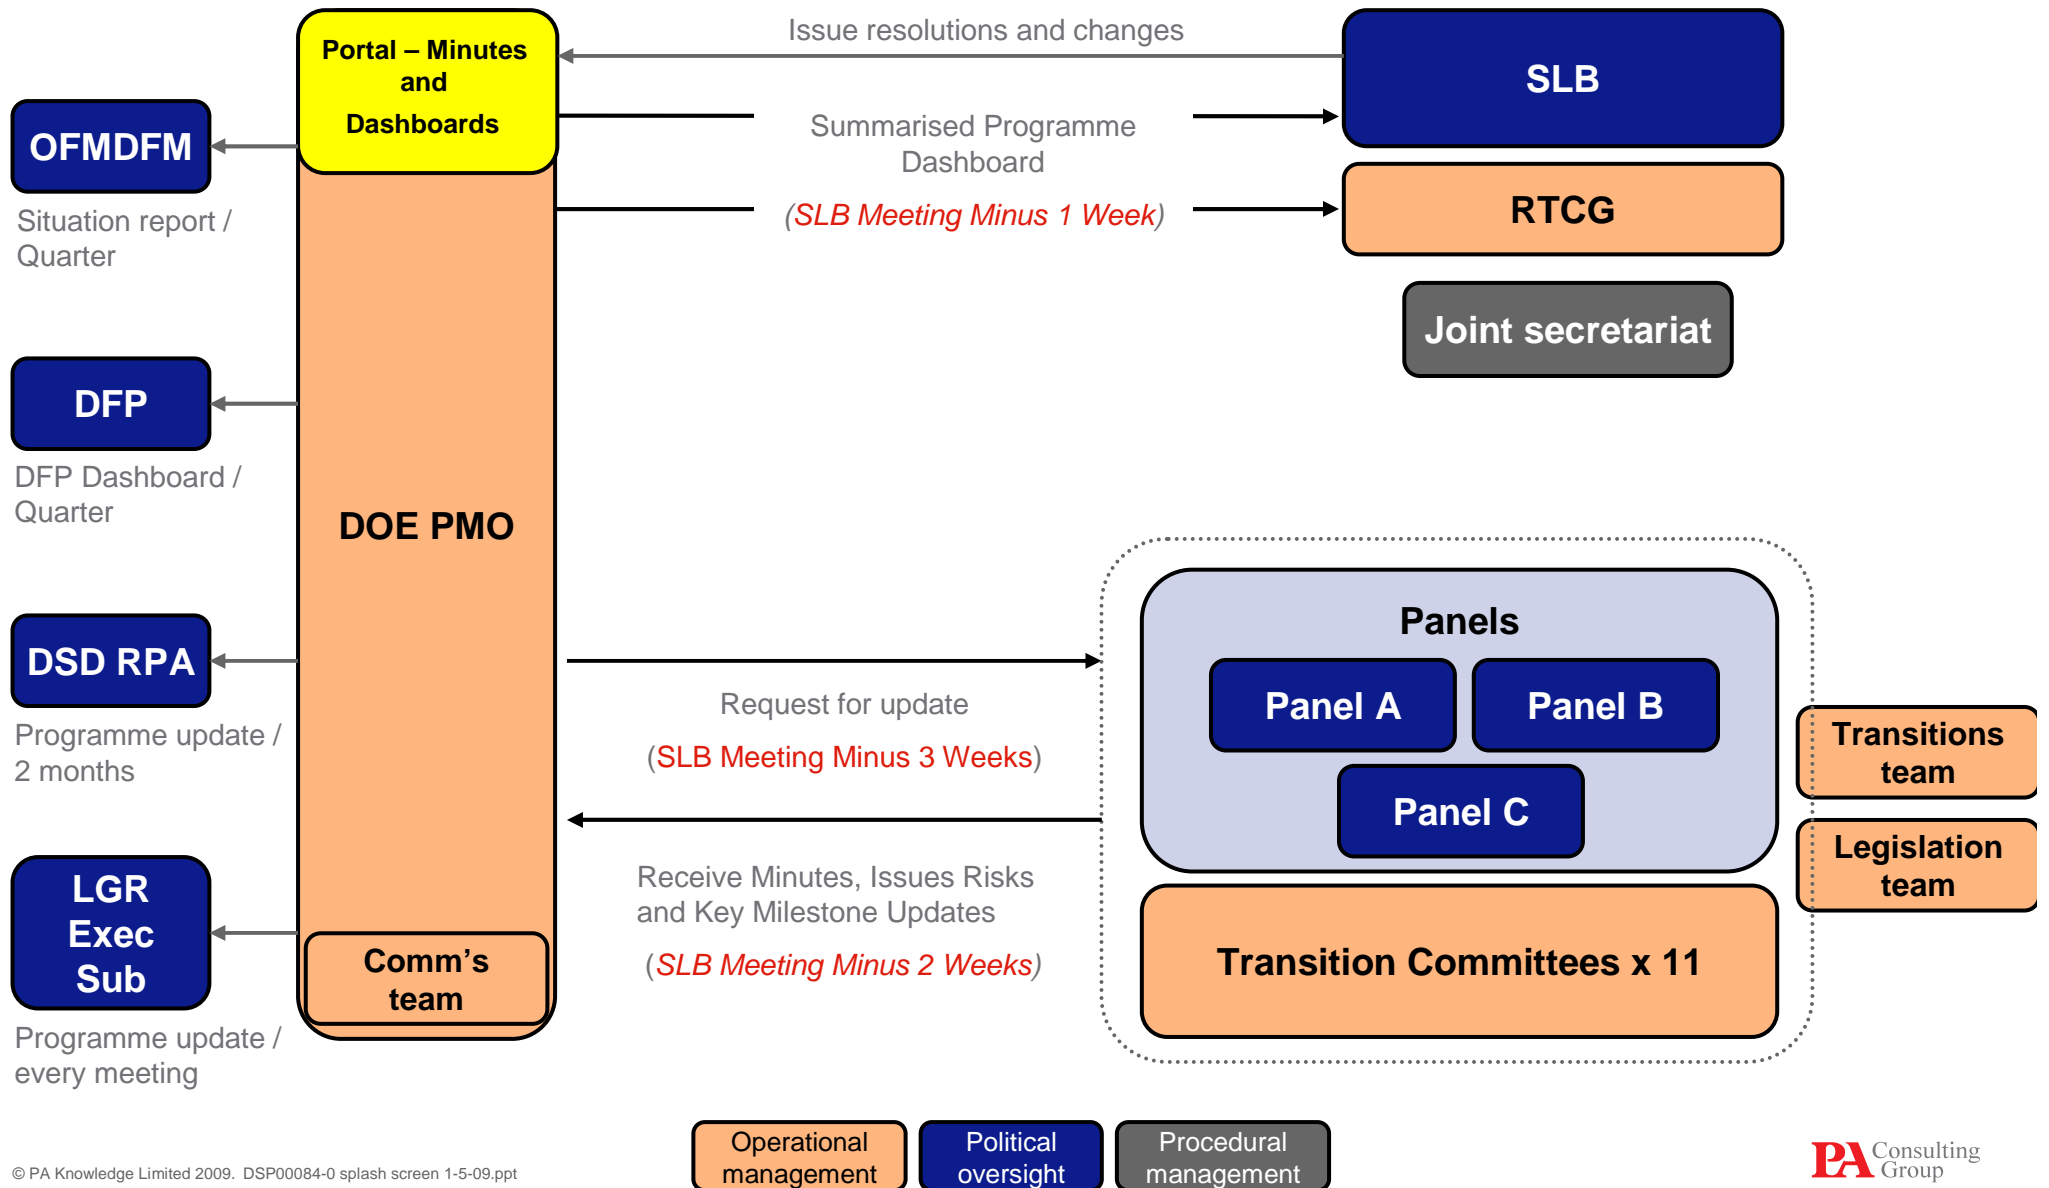 Portal – Minutes
and
Dashboards
Issue resolutions and changes
SLB
OFMDFM
Situation report /
Quarter
Summarised Programme
Dashboard
(SLB Meeting Minus 1 Week)
RTCG
Joint secretariat
DFP
DFP Dashboard /
Quarter
DOE PMO
DSD RPA
Programme update /
2 months
Request for update
(SLB Meeting Minus 3 Weeks)
Panels
Panel A
Panel B
Panel C
Transitions
team
Legislation
team
LGR
Exec
Sub
Programme update /
every meeting
Comm's
team
Receive Minutes, Issues Risks
and Key Milestone Updates
(SLB Meeting Minus 2 Weeks)
Transition Committees x 11
Operational
management
Political
oversight
Procedural
management
© PA Knowledge Limited 2009. DSP00084-0 splash screen 1-5-09.ppt
PA Consulting
Group